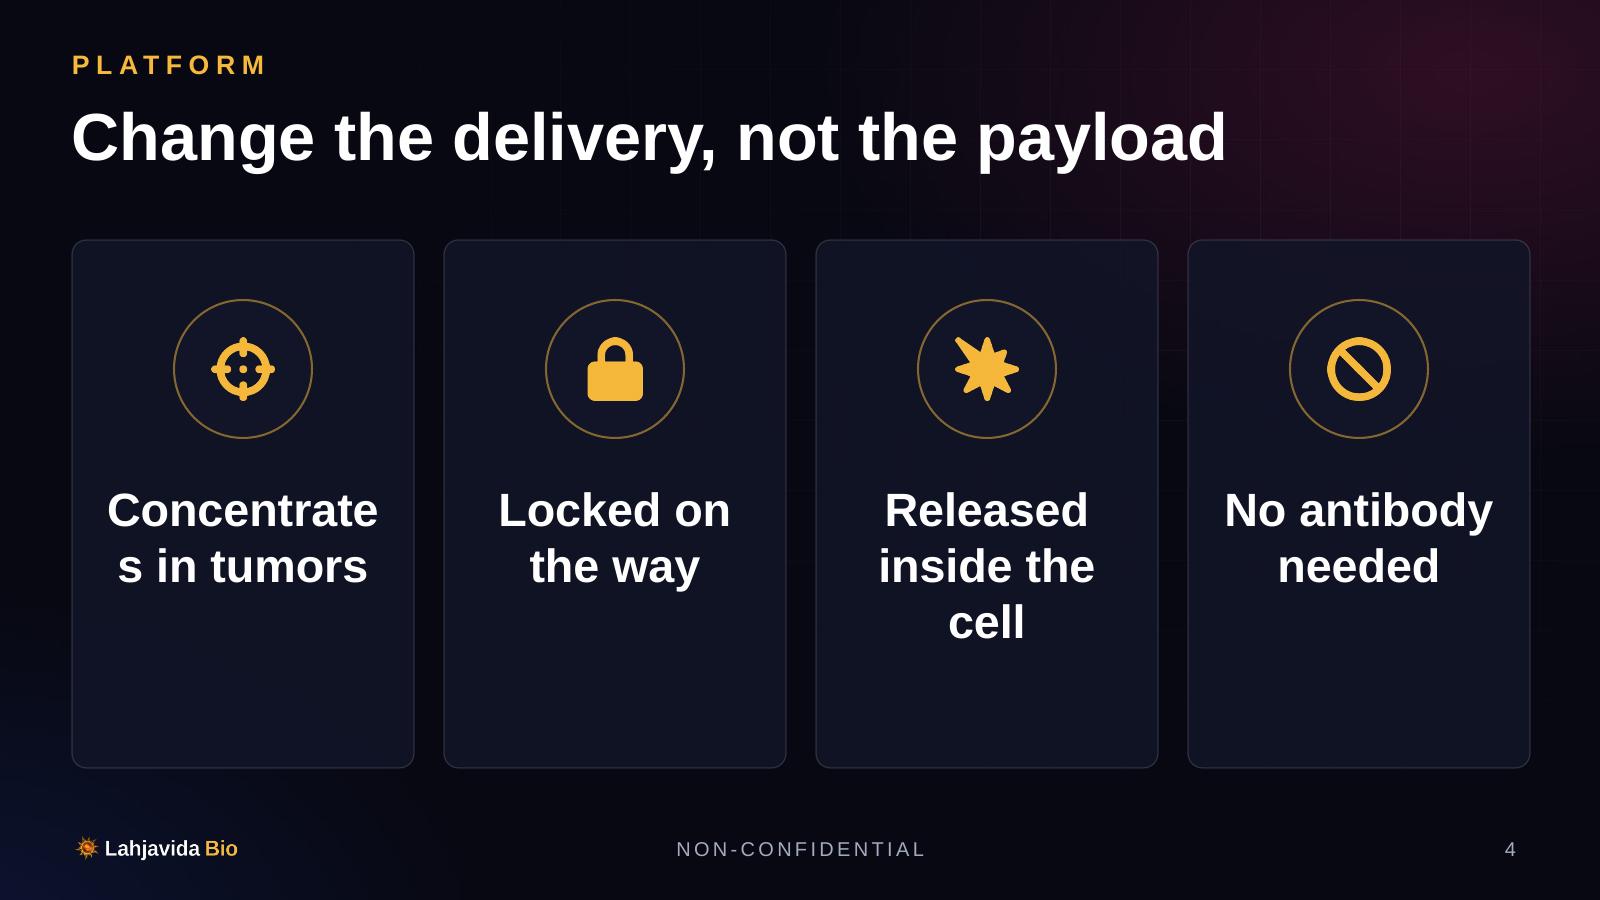 PLATFORM
Change the delivery, not the payload
Concentrate
s in tumors
Locked on
the way
Released
inside the
cell
No antibody
needed
Lahjavida Bio
NON-CONFIDENTIAL
4